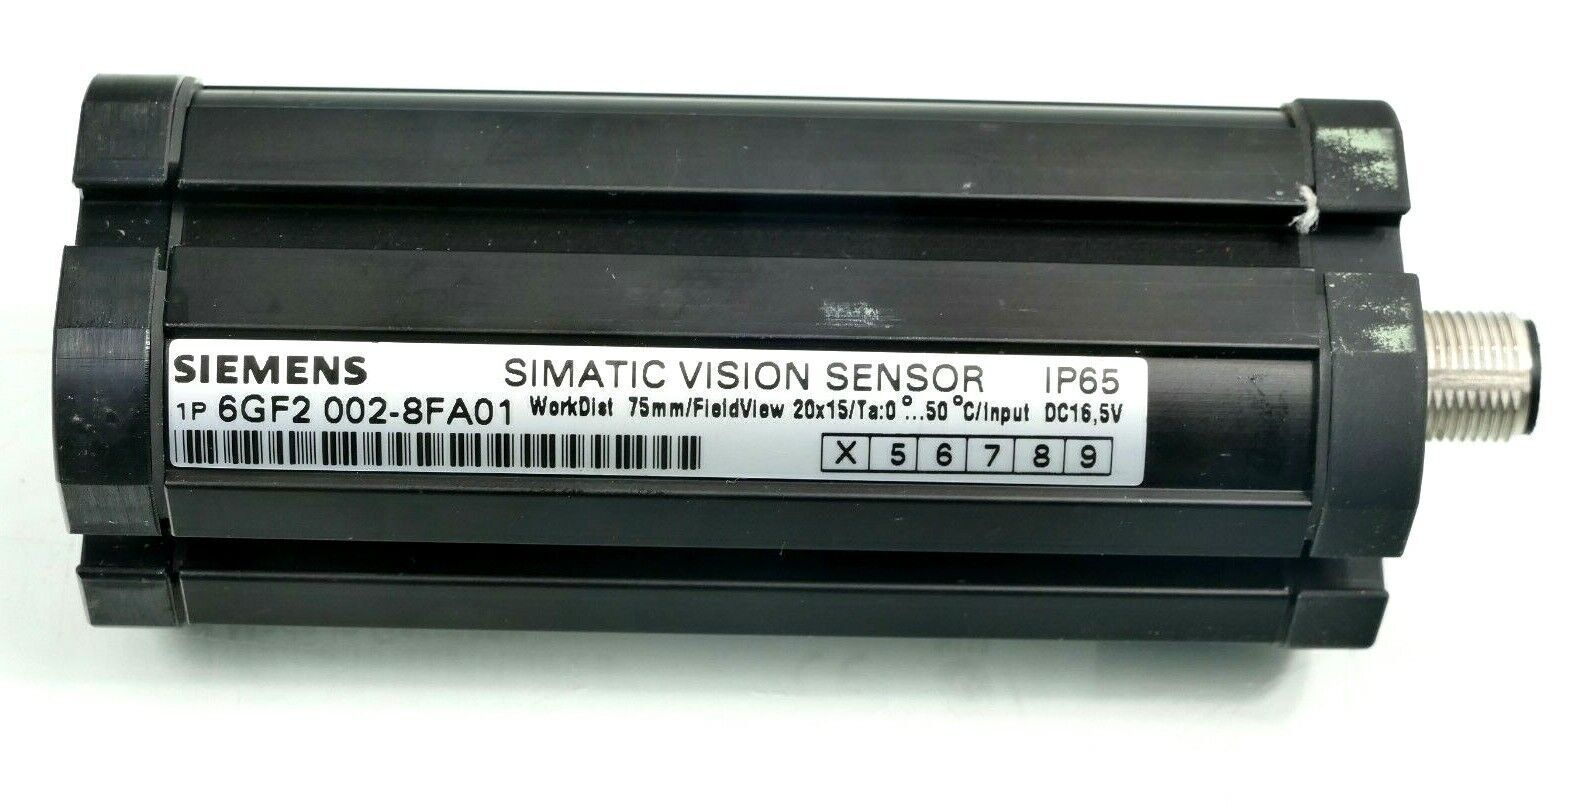 SIEMENS SIMATIC VISION SENSOR IP65
1P 6GF2 002-8FA01 WorkDist 75mm/FieldView 20x15/Ta:0°...50°C/Input DC16,5V
X 5 6 7 8 9